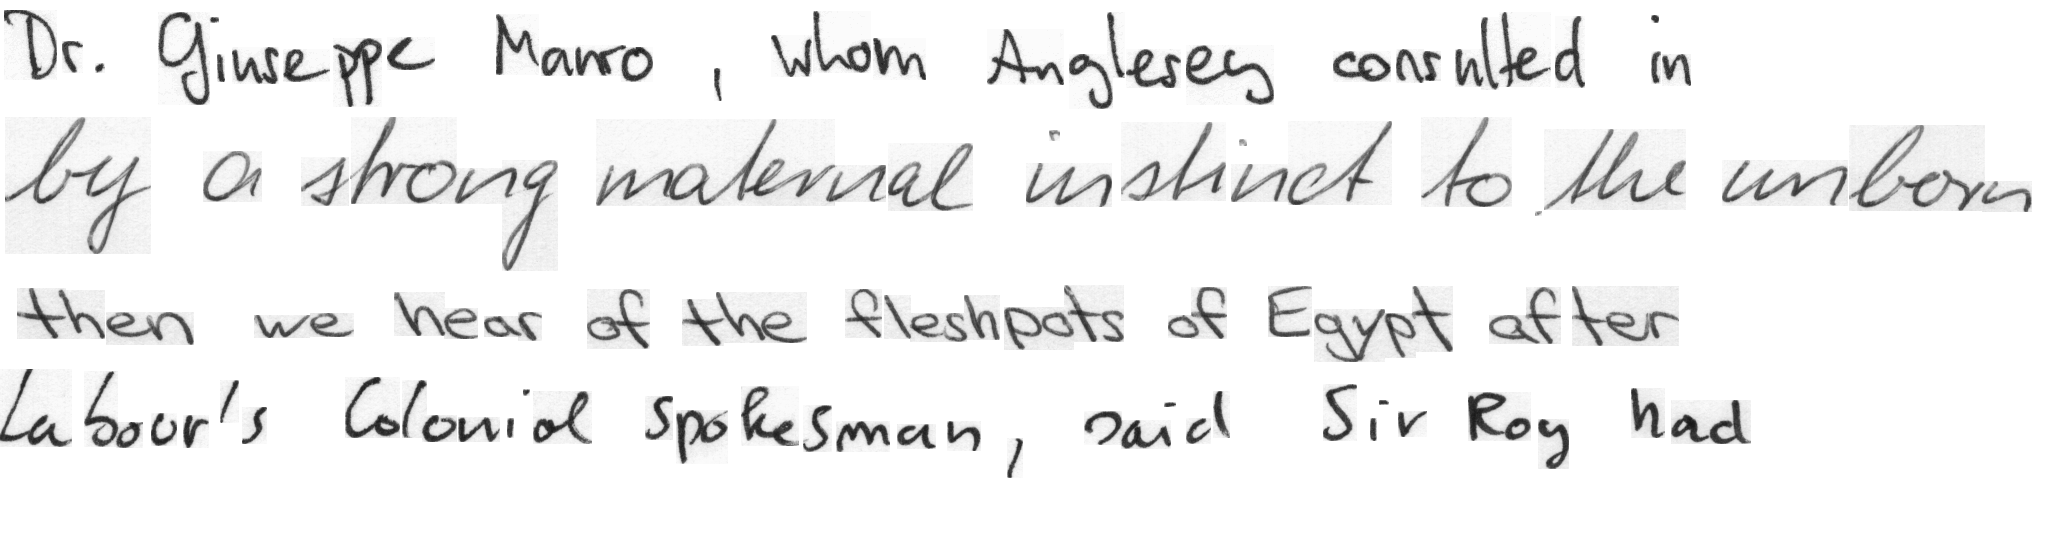 Dr. Giuseppe Mauro , whom Anglesey consulted in
by a strong maternal instinct to the unborn
then we hear of the fleshpots of Egypt after
Labour's Colonial spokesman, said Sir Roy had